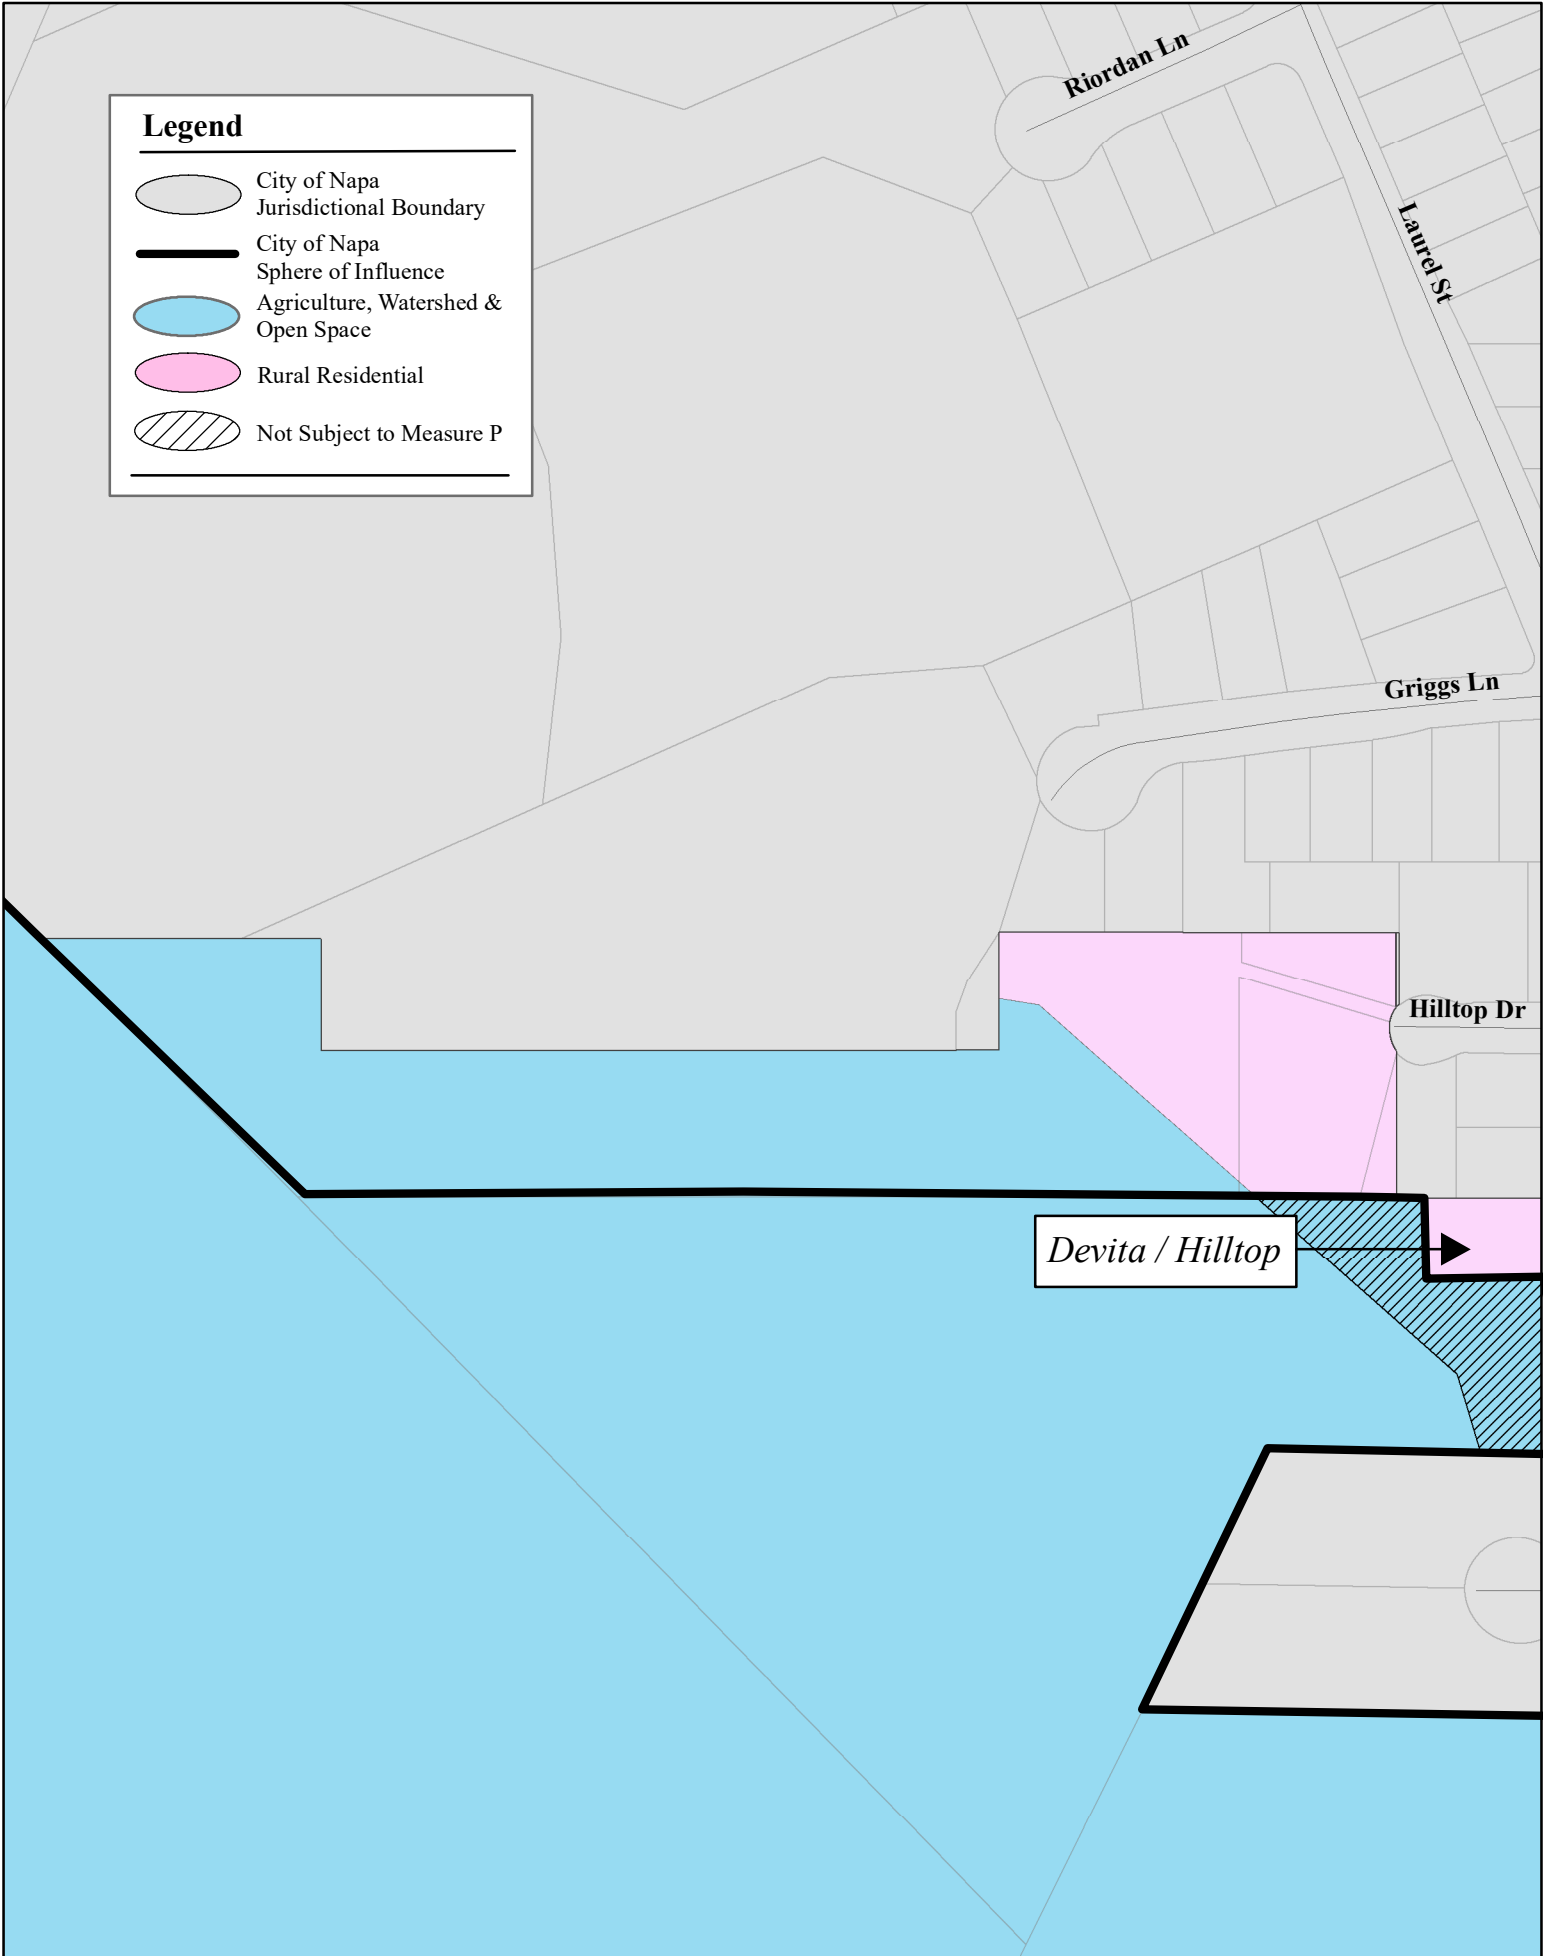 Legend
City of Napa
Jurisdictional Boundary
City of Napa
Sphere of Influence
Agriculture, Watershed &
Open Space
Rural Residential
Not Subject to Measure P
Riordan Ln
Laurel St
Griggs Ln
Hilltop Dr
Devita / Hilltop